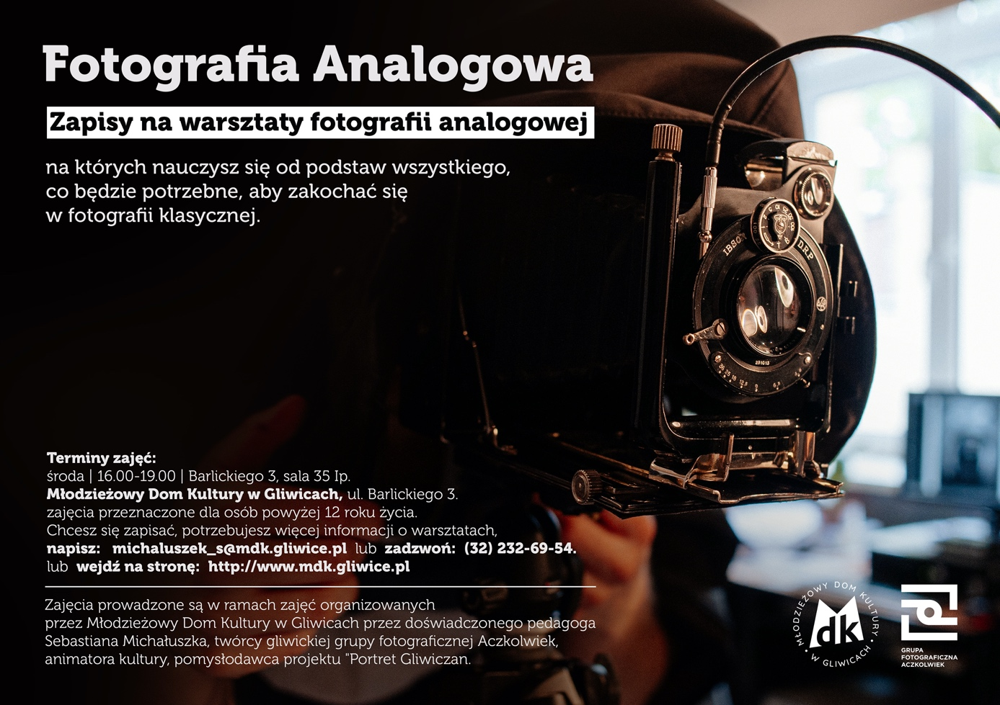 Fotografia Analogowa
Zapisy na warsztaty fotografii analogowej
na których nauczysz się od podstaw wszystkiego,
co będzie potrzebne, aby zakochać się
w fotografii klasycznej.
IBSOR DRP
251013
Terminy zajęć:
środa | 16.00-19.00 | Barlickiego 3, sala 35 Ip.
Młodzieżowy Dom Kultury w Gliwicach, ul. Barlickiego 3.
zajęcia przeznaczone dla osób powyżej 12 roku życia.
Chcesz się zapisać, potrzebujesz więcej informacji o warsztatach,
napisz: michaluszek_s@mdk.gliwice.pl lub zadzwoń: (32) 232-69-54.
lub wejdź na stronę: http://www.mdk.gliwice.pl
Zajęcia prowadzone są w ramach zajęć organizowanych
przez Młodzieżowy Dom Kultury w Gliwicach przez doświadczonego pedagoga
Sebastiana Michałuszka, twórcy gliwickiej grupy fotograficznej Aczkolwiek,
animatora kultury, pomysłodawca projektu "Portret Gliwiczan.
MŁODZIEŻOWY DOM KULTURY
mdk
• W GLIWICACH •
GRUPA
FOTOGRAFICZNA
ACZKOLWIEK